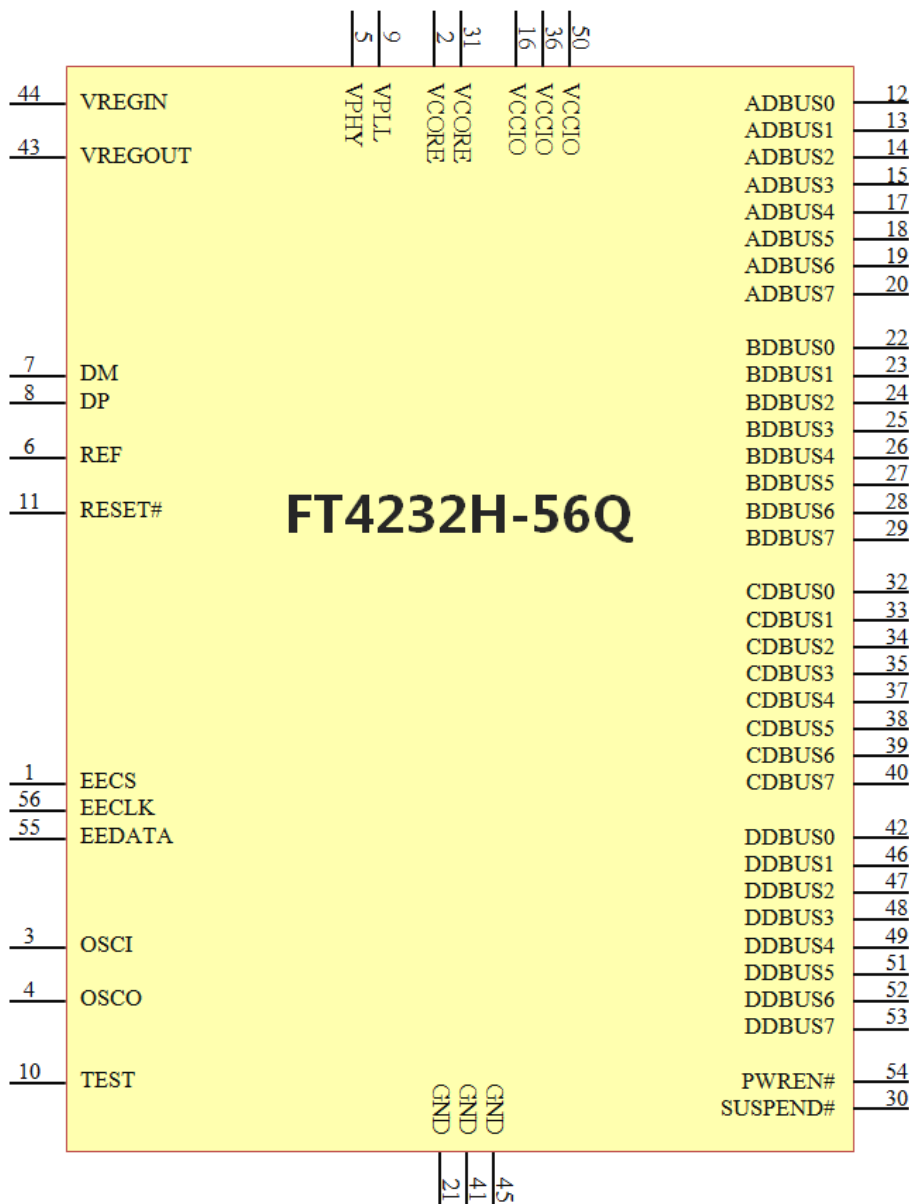 5 9 2 31 16 36 50
VPHY VPLL VCORE VCORE VCCIO VCCIO VCCIO
44 VREGIN
43 VREGOUT
7 DM
8 DP
6 REF
11 RESET#
1 EECS
56 EECLK
55 EEDATA
3 OSCI
4 OSCO
10 TEST
FT4232H-56Q
ADBUS0 12
ADBUS1 13
ADBUS2 14
ADBUS3 15
ADBUS4 17
ADBUS5 18
ADBUS6 19
ADBUS7 20
BDBUS0 22
BDBUS1 23
BDBUS2 24
BDBUS3 25
BDBUS4 26
BDBUS5 27
BDBUS6 28
BDBUS7 29
CDBUS0 32
CDBUS1 33
CDBUS2 34
CDBUS3 35
CDBUS4 37
CDBUS5 38
CDBUS6 39
CDBUS7 40
DDBUS0 42
DDBUS1 46
DDBUS2 47
DDBUS3 48
DDBUS4 49
DDBUS5 51
DDBUS6 52
DDBUS7 53
PWREN# 54
SUSPEND# 30
GND GND GND
21 41 45